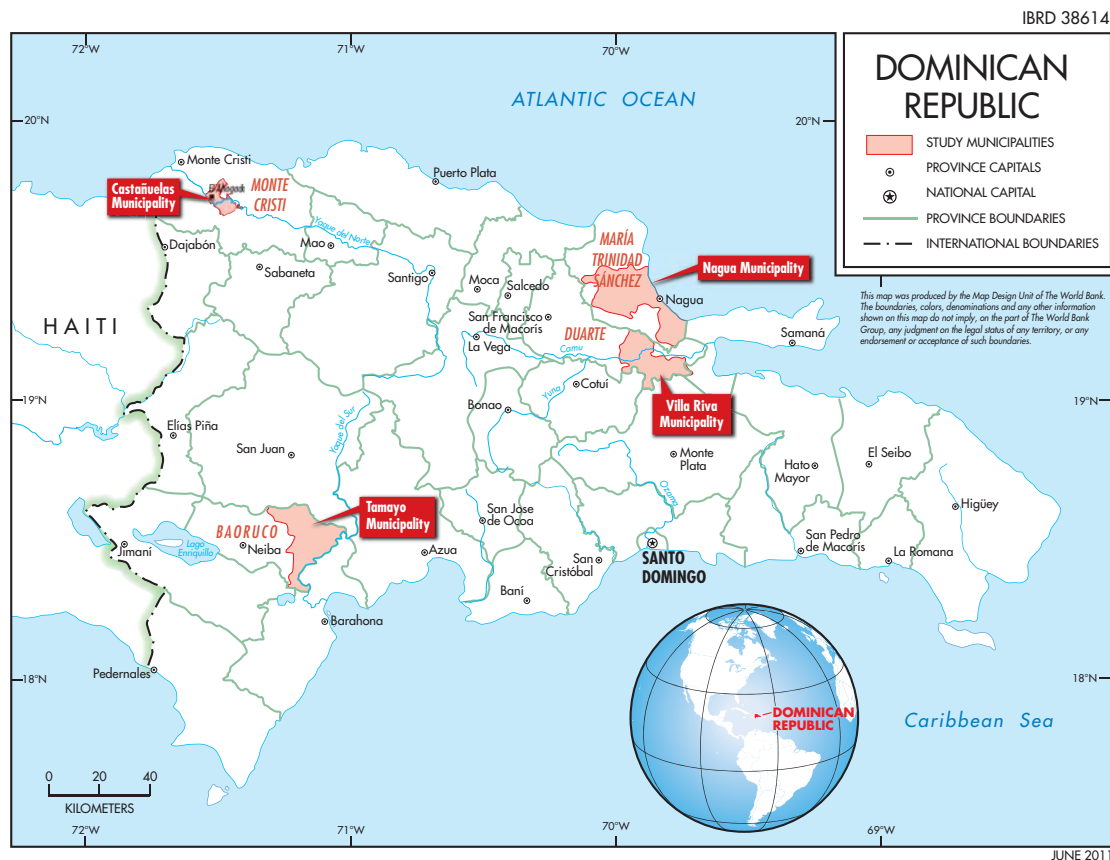 IBRD 38614
72°W
71°W
70°W
DOMINICAN
REPUBLIC
STUDY MUNICIPALITIES
PROVINCE CAPITALS
NATIONAL CAPITAL
PROVINCE BOUNDARIES
INTERNATIONAL BOUNDARIES
This map was produced by the Map Design Unit of The World Bank.
The boundaries, colors, denominations and any other information
shown on this map do not imply, on the part of The World Bank
Group, any judgment on the legal status of any territory, or any
endorsement or acceptance of such boundaries.
ATLANTIC OCEAN
20°N
20°N
Monte Cristi
Puerto Plata
Castañuelas
Municipality
MONTE
CRISTI
Yaque del Norte
Dajabón
Mao
Sabaneta
Santigo
Moca
Salcedo
MARÍA
TRINIDAD
SÁNCHEZ
Nagua Municipality
Nagua
HAITI
San Francisco
de Macorís
La Vega
DUARTE
Camu
Samaná
19°N
19°N
Cotuí
Yuna
Bonao
Villa Riva
Municipality
Elias Piña
San Juan
Yaque del Sur
Monte
Plata
Hato
Mayor
El Seibo
Higüey
Ozama
Tamayo
Municipality
San Jose
de Ocoa
BAORUCO
Neiba
Lago
Enriquillo
Jimaní
Azua
San
Cristóbal
SANTO
DOMINGO
San Pedro
de Macorís
La Romana
Baní
Barahona
Pedernales
18°N
18°N
DOMINICAN
REPUBLIC
Caribbean Sea
0 20 40
KILOMETERS
72°W
71°W
70°W
69°W
JUNE 2011